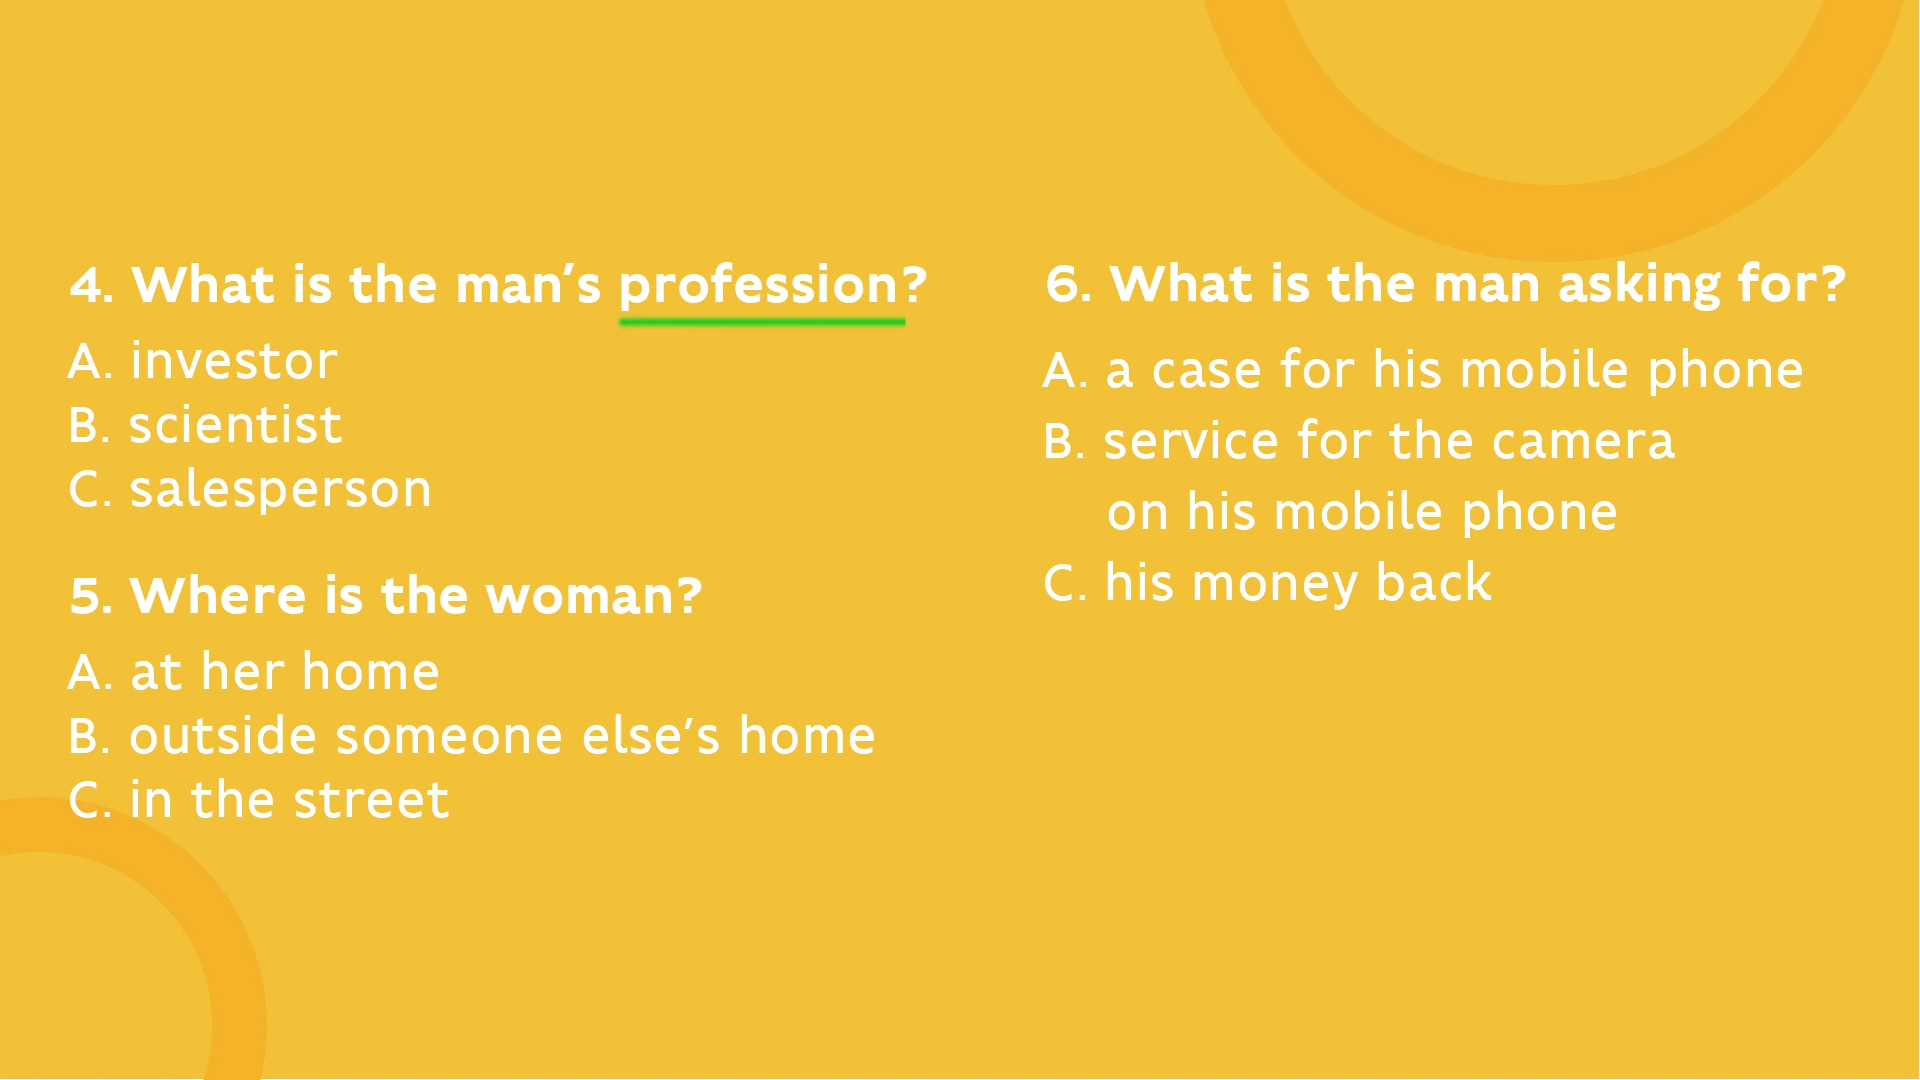 4. What is the man's profession?
A. investor
B. scientist
C. salesperson
5. Where is the woman?
A. at her home
B. outside someone else's home
C. in the street
6. What is the man asking for?
A. a case for his mobile phone
B. service for the camera
on his mobile phone
C. his money back